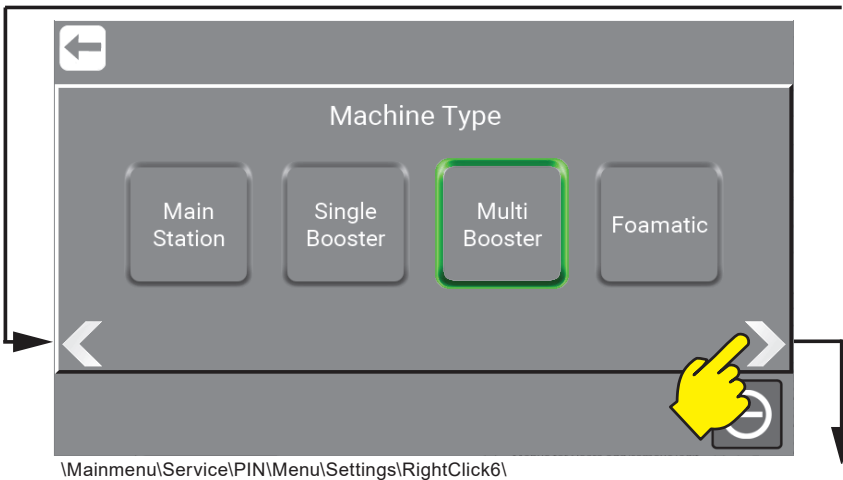 Machine Type
Main
Station
Single
Booster
Multi
Booster
Foamatic
\Mainmenu\Service\PIN\Menu\Settings\RightClick6\